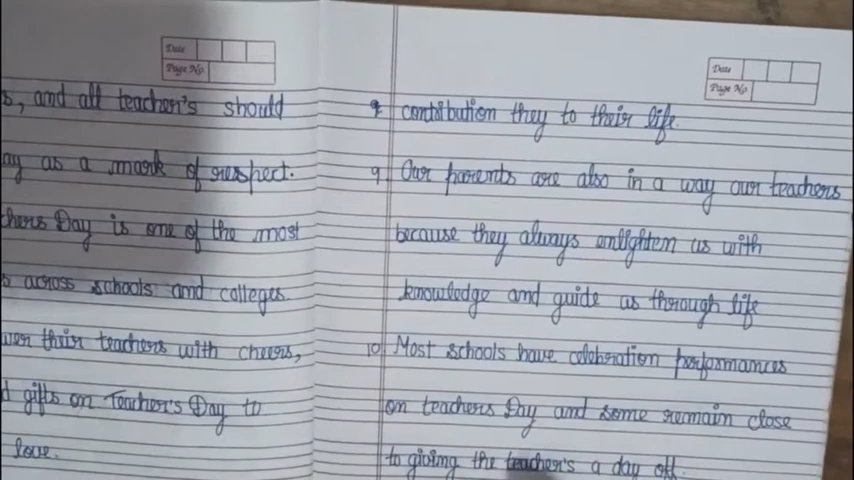 Date
Page No.
s, and all teacher's should
ay as a mark of respect.
chers Day is one of the most
s across schools and colleges
wer their teachers with cheers,
d gifts on Teacher's Day to
love.
Date
Page No.
9 contribution they to their life.
9 Our parents are also in a way our teachers
because they always enlighten us with
knowledge and guide us through life
10 Most schools have celebration performances
on teachers Day and some remain close
to giving the teacher's a day off.